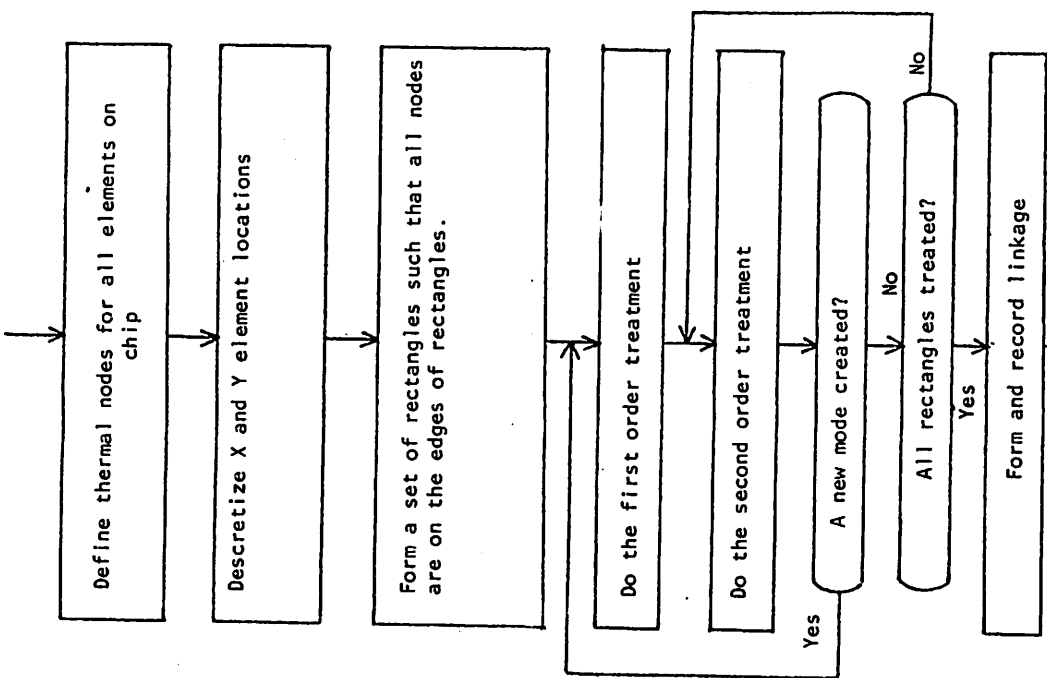 Define thermal nodes for all elements on
chip
Descretize X and Y element locations
Form a set of rectangles such that all nodes
are on the edges of rectangles.
Do the first order treatment
Do the second order treatment
A new mode created?
Yes
No
All rectangles treated?
No
Yes
Form and record linkage